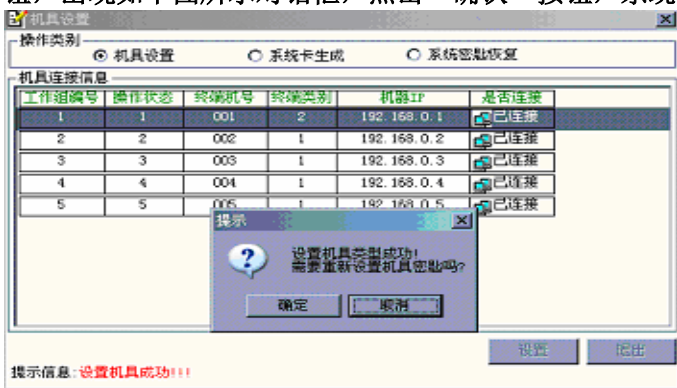 机具设置
操作类别
机具设置 系统卡生成 系统密匙恢复
机具连接信息
工作组编号 操作状态 终端机号 终端类别 机器IP 是否连接
1 1 001 2 192.168.0.1 已连接
2 2 002 1 192.168.0.2 已连接
3 3 003 1 192.168.0.3 已连接
4 4 004 1 192.168.0.4 已连接
5 5 005 1 192.168.0.5 已连接
提示
设置机具类型成功!
需要重新设置机具密匙吗?
确定 取消
设置 退出
提示信息:设置机具成功!!!